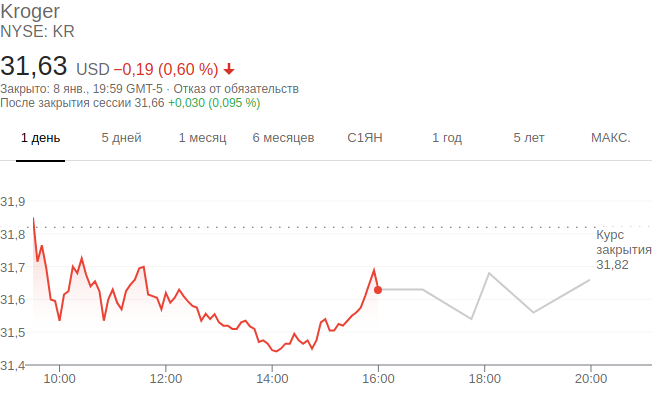 Kroger
NYSE: KR
31,63 USD −0,19 (0,60 %)
Закрыто: 8 янв., 19:59 GMT-5 · Отказ от обязательств
После закрытия сессии 31,66 +0,030 (0,095 %)
1 день 5 дней 1 месяц 6 месяцев С1ЯН 1 год 5 лет МАКС.
31,9
31,8
31,7
31,6
31,5
31,4
Курс
закрытия
31,82
10:00 12:00 14:00 16:00 18:00 20:00